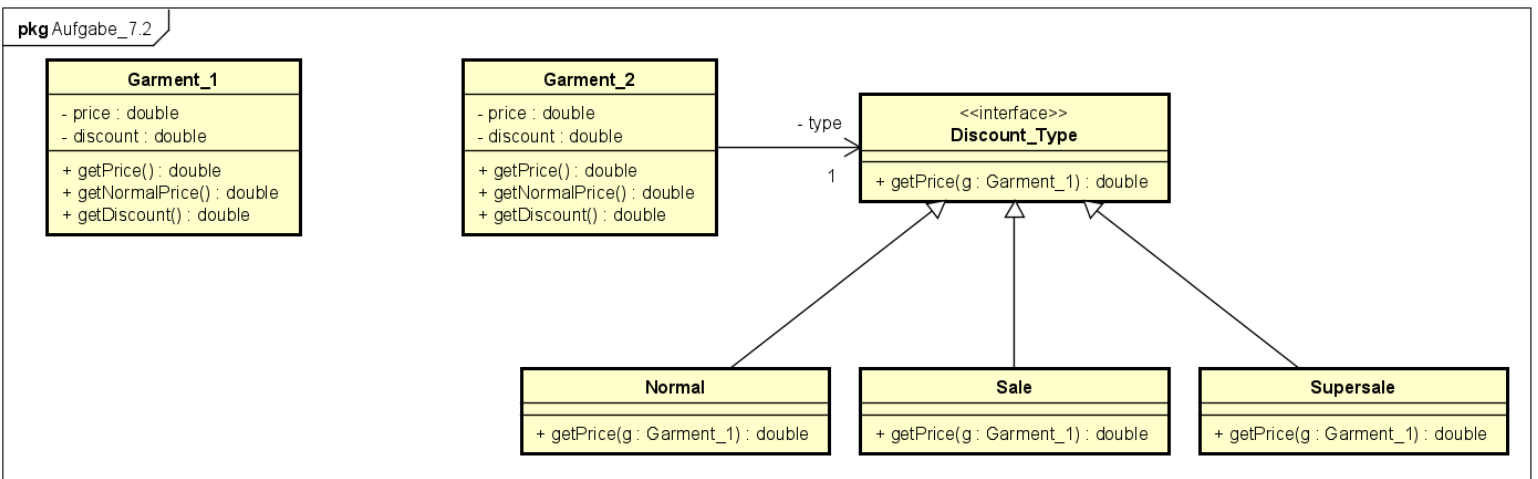 pkg Aufgabe_7.2
Garment_1
- price : double
- discount : double
+ getPrice() : double
+ getNormalPrice() : double
+ getDiscount() : double
Garment_2
- price : double
- discount : double
+ getPrice() : double
+ getNormalPrice() : double
+ getDiscount() : double
- type
1
<<interface>>
Discount_Type
+ getPrice(g : Garment_1) : double
Normal
+ getPrice(g : Garment_1) : double
Sale
+ getPrice(g : Garment_1) : double
Supersale
+ getPrice(g : Garment_1) : double